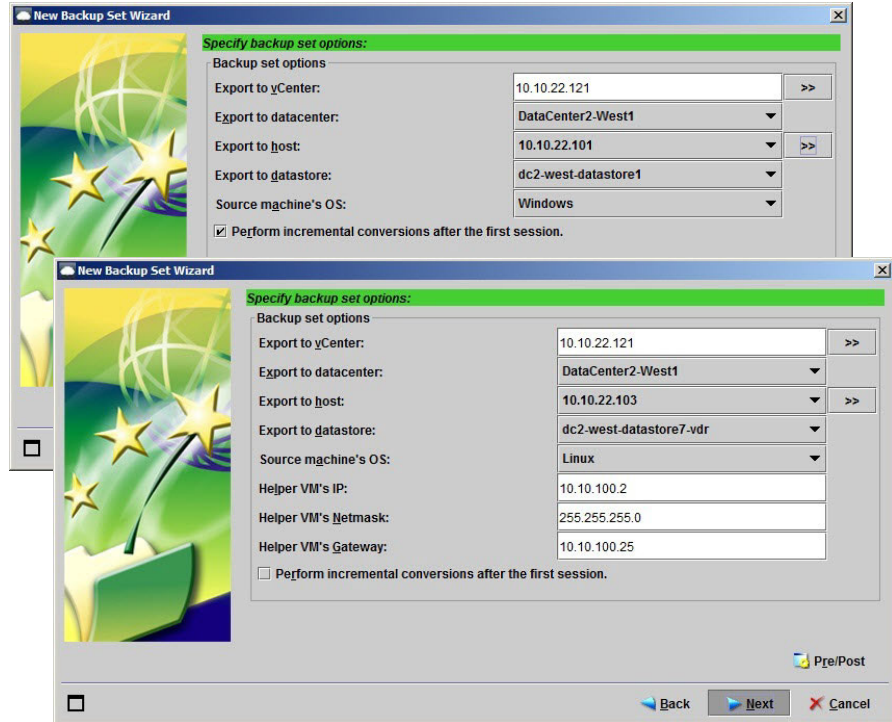 New Backup Set Wizard
Specify backup set options:
Backup set options
Export to vCenter: 10.10.22.121 >>
Export to datacenter: DataCenter2-West1
Export to host: 10.10.22.101 >>
Export to datastore: dc2-west-datastore1
Source machine's OS: Windows
Perform incremental conversions after the first session.
New Backup Set Wizard
Specify backup set options:
Backup set options
Export to vCenter: 10.10.22.121 >>
Export to datacenter: DataCenter2-West1
Export to host: 10.10.22.103 >>
Export to datastore: dc2-west-datastore7-vdr
Source machine's OS: Linux
Helper VM's IP: 10.10.100.2
Helper VM's Netmask: 255.255.255.0
Helper VM's Gateway: 10.10.100.25
Perform incremental conversions after the first session.
Pre/Post
Back Next Cancel